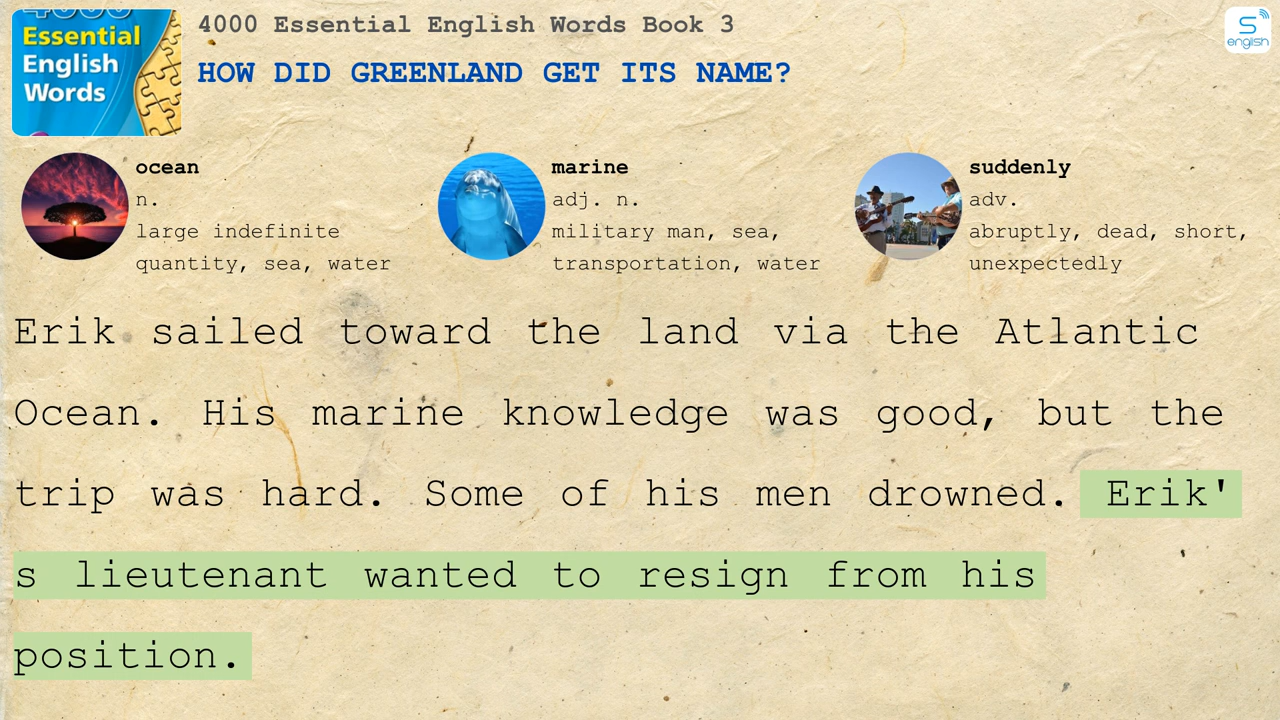 4000
Essential
English
Words
4000 Essential English Words Book 3
HOW DID GREENLAND GET ITS NAME?
S
english
ocean
n.
large indefinite
quantity, sea, water
marine
adj. n.
military man, sea,
transportation, water
suddenly
adv.
abruptly, dead, short,
unexpectedly
Erik sailed toward the land via the Atlantic
Ocean. His marine knowledge was good, but the
trip was hard. Some of his men drowned. Erik'
s lieutenant wanted to resign from his
position.